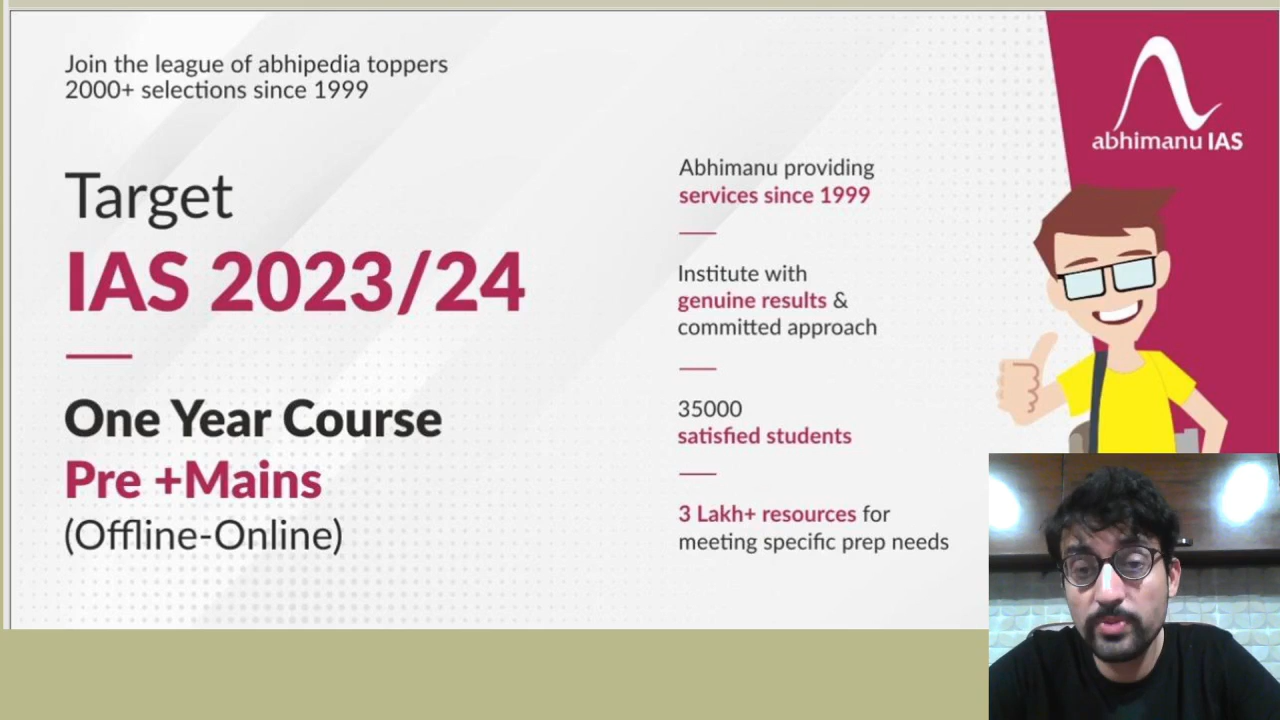 Join the league of abhipedia toppers
2000+ selections since 1999
Target
IAS 2023/24
One Year Course
Pre +Mains
(Offline-Online)
Abhimanu providing
services since 1999
Institute with
genuine results &
committed approach
35000
satisfied students
3 Lakh+ resources for
meeting specific prep needs
abhimanu IAS